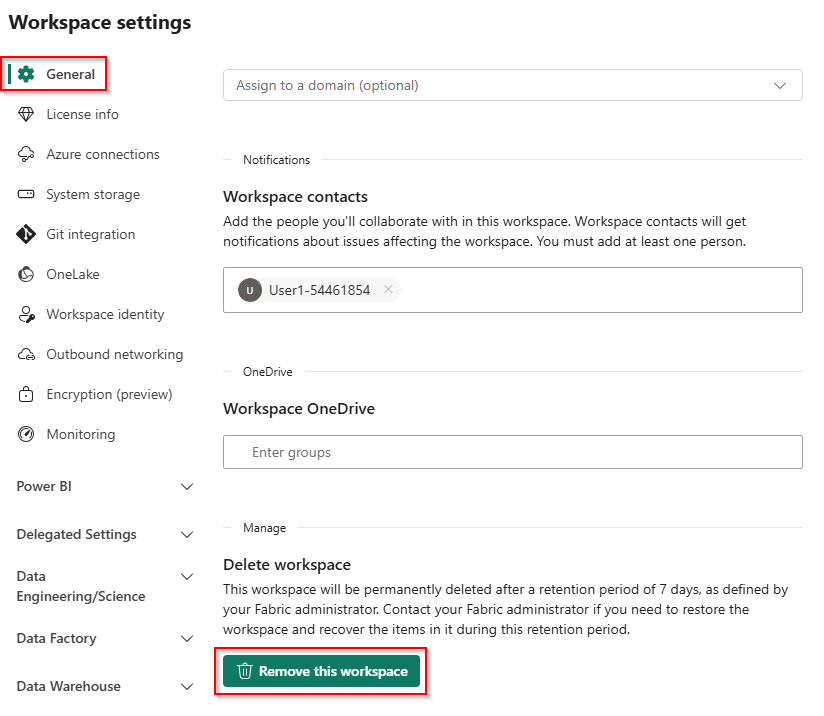 Workspace settings
General
License info
Azure connections
System storage
Git integration
OneLake
Workspace identity
Outbound networking
Encryption (preview)
Monitoring
Power BI
Delegated Settings
Data
Engineering/Science
Data Factory
Data Warehouse
Assign to a domain (optional)
Notifications
Workspace contacts
Add the people you'll collaborate with in this workspace. Workspace contacts will get
notifications about issues affecting the workspace. You must add at least one person.
U User1-54461854
OneDrive
Workspace OneDrive
Enter groups
Manage
Delete workspace
This workspace will be permanently deleted after a retention period of 7 days, as defined by
your Fabric administrator. Contact your Fabric administrator if you need to restore the
workspace and recover the items in it during this retention period.
Remove this workspace